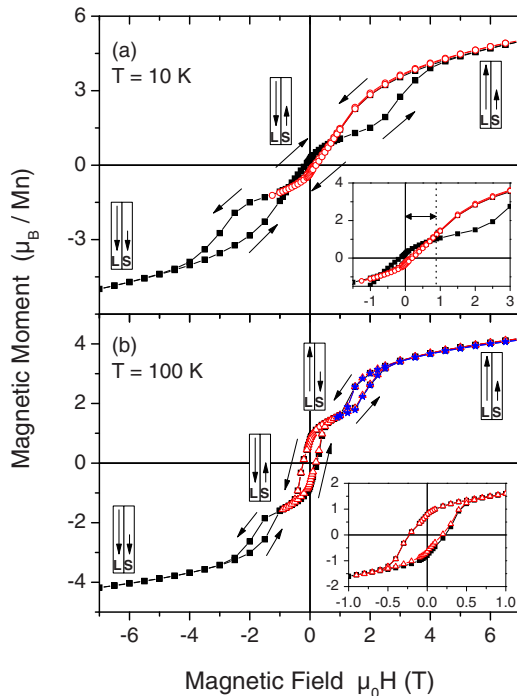 Magnetic Moment (μB / Mn)
(a)
T = 10 K
6
3
0
-3
L S
L S
L S
4
2
0
-1 0 1 2 3
(b)
T = 100 K
4
2
0
-2
-4
L S
L S
L S
L S
2
1
0
-1
-2
-1.0 -0.5 0.0 0.5 1.0
-6 -4 -2 0 2 4 6
Magnetic Field μ0H (T)